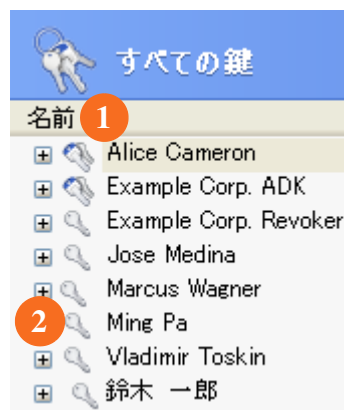 すべての鍵
名前 1
Alice Cameron
Example Corp. ADK
Example Corp. Revoker
Jose Medina
Marcus Wagner
2 Ming Pa
Vladimir Toskin
鈴木 一郎